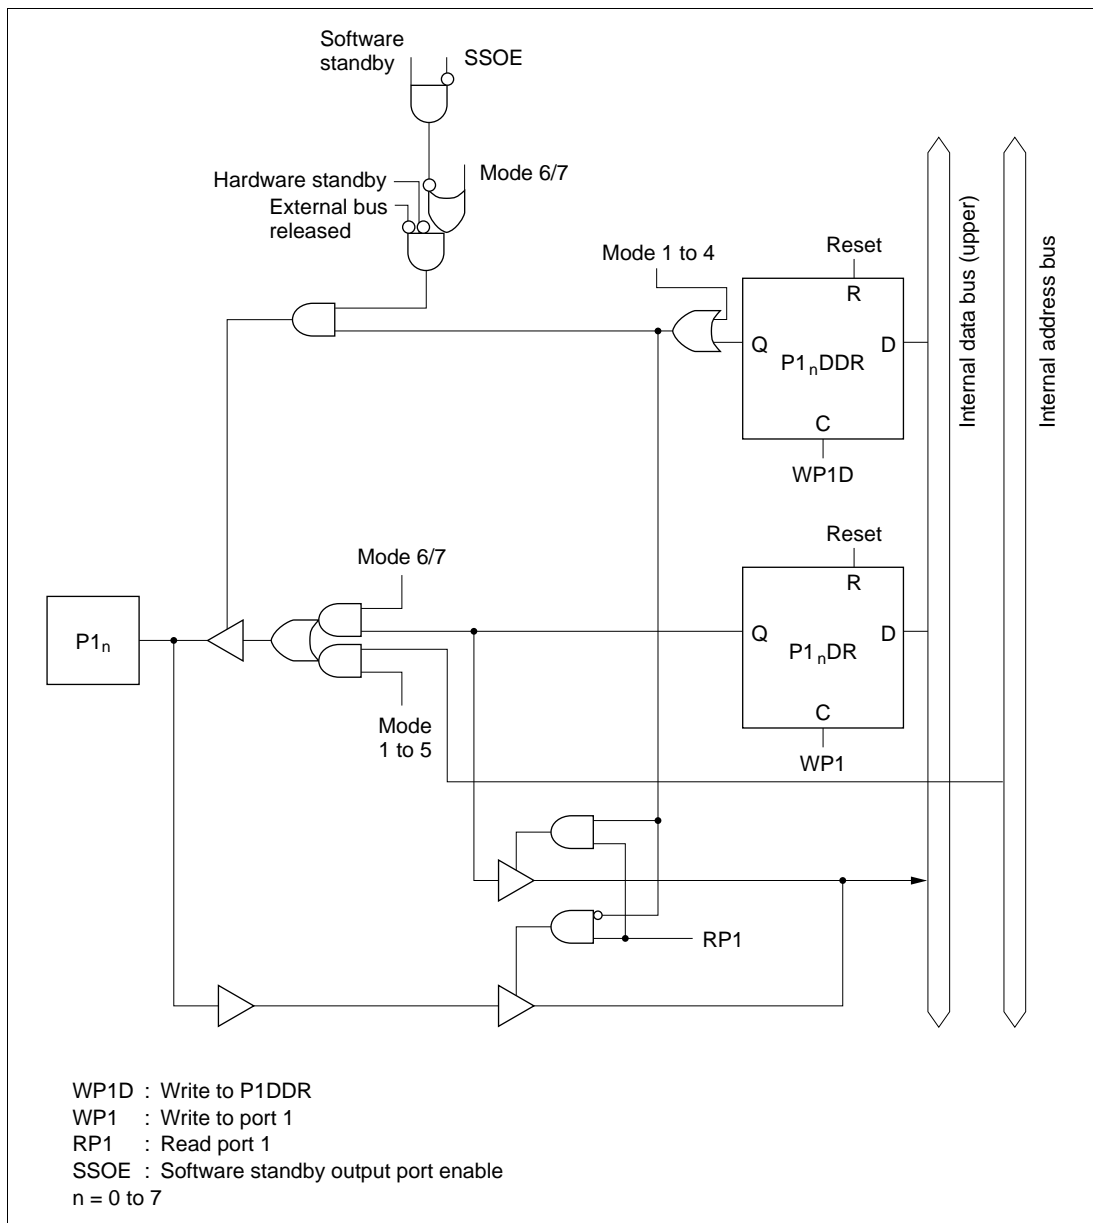 Software
standby
SSOE
Mode 6/7
Hardware standby
External bus
released
Mode 1 to 4
Reset
R
Q
D
P1nDDR
C
WP1D
Internal data bus (upper)
Internal address bus
Reset
Mode 6/7
R
P1n
Q
D
P1nDR
C
Mode
1 to 5
WP1
RP1
WP1D : Write to P1DDR
WP1 : Write to port 1
RP1 : Read port 1
SSOE : Software standby output port enable
n = 0 to 7